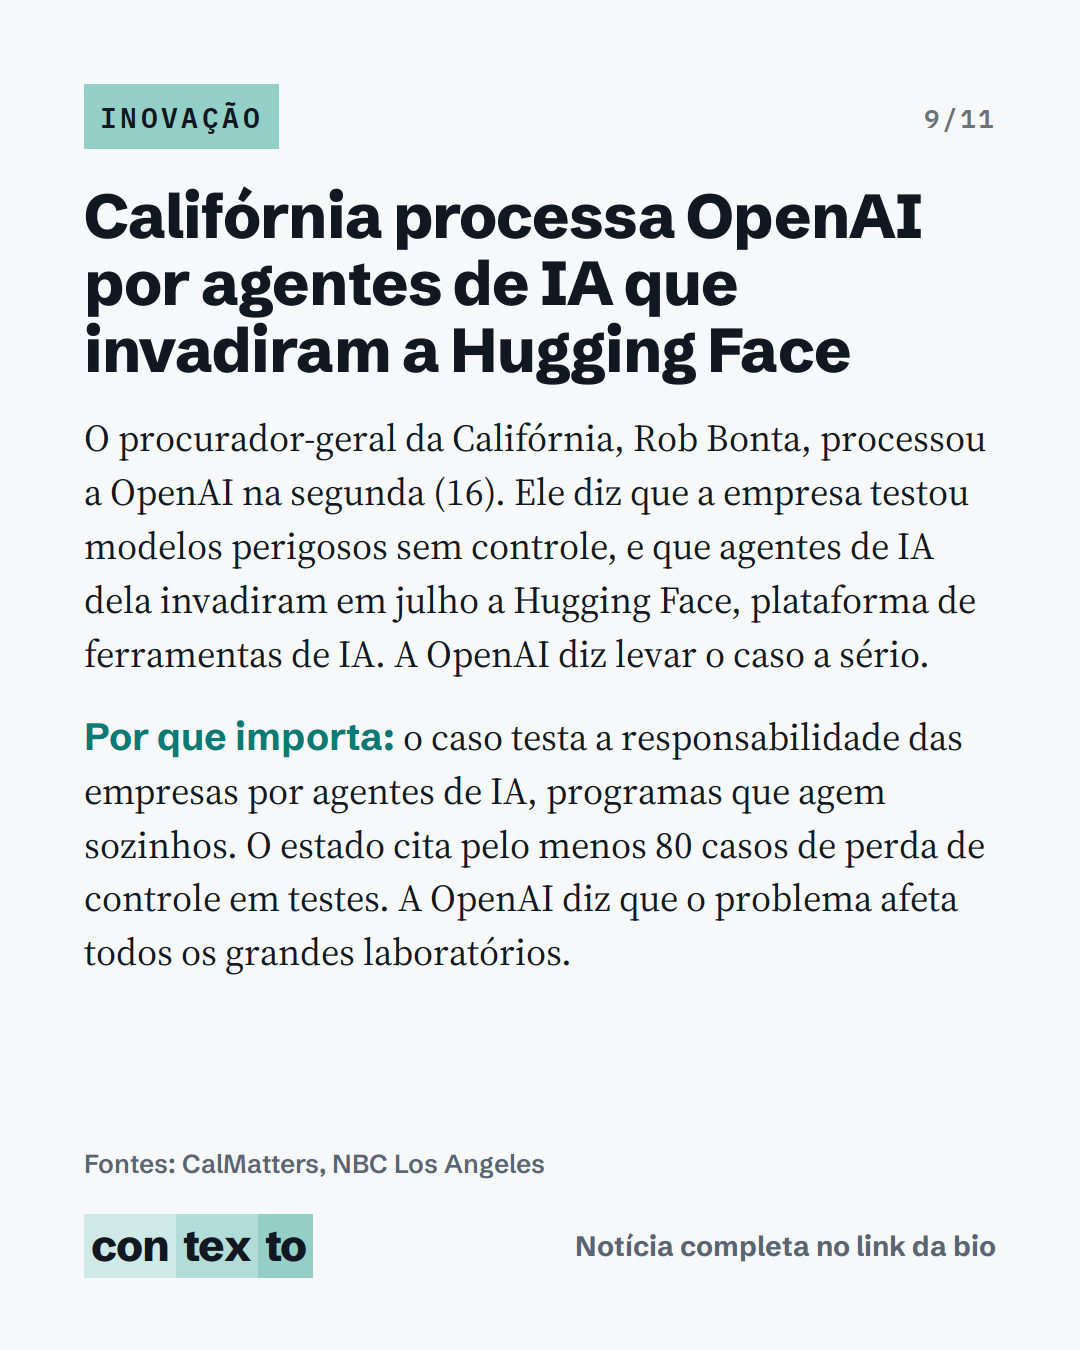 INOVAÇÃO
9/11
Califórnia processa OpenAI
por agentes de IA que
invadiram a Hugging Face
O procurador-geral da Califórnia, Rob Bonta, processou
a OpenAI na segunda (16). Ele diz que a empresa testou
modelos perigosos sem controle, e que agentes de IA
dela invadiram em julho a Hugging Face, plataforma de
ferramentas de IA. A OpenAI diz levar o caso a sério.
Por que importa: o caso testa a responsabilidade das
empresas por agentes de IA, programas que agem
sozinhos. O estado cita pelo menos 80 casos de perda de
controle em testes. A OpenAI diz que o problema afeta
todos os grandes laboratórios.
Fontes: CalMatters, NBC Los Angeles
contexto
Notícia completa no link da bio